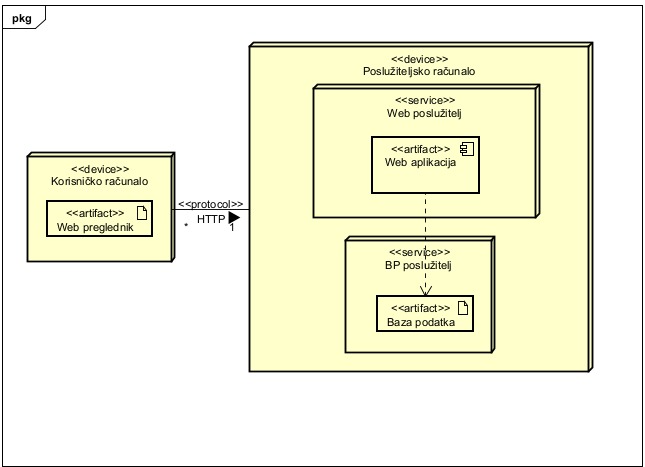 pkg
<<device>>
Poslužiteljsko računalo
<<service>>
Web poslužitelj
<<artifact>>
Web aplikacija
<<device>>
Korisničko računalo
<<artifact>>
Web preglednik
<<protocol>>
HTTP
*
1
<<service>>
BP poslužitelj
<<artifact>>
Baza podatka